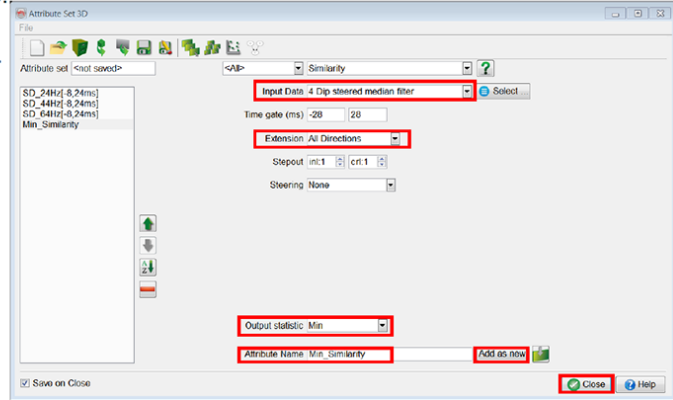 Attribute Set 3D
File
Attribute set <not saved> <All> Similarity ?
Input Data 4 Dip steered median filter Select
Time gate (ms) -28 28
Extension All Directions
Stepout inl:1 crl:1
Steering None
SD_24Hz[-8,24ms]
SD_44Hz[-8,24ms]
SD_64Hz[-8,24ms]
Min_Similarity
Output statistic Min
Attribute Name Min_Similarity Add as new
Save on Close Close Help